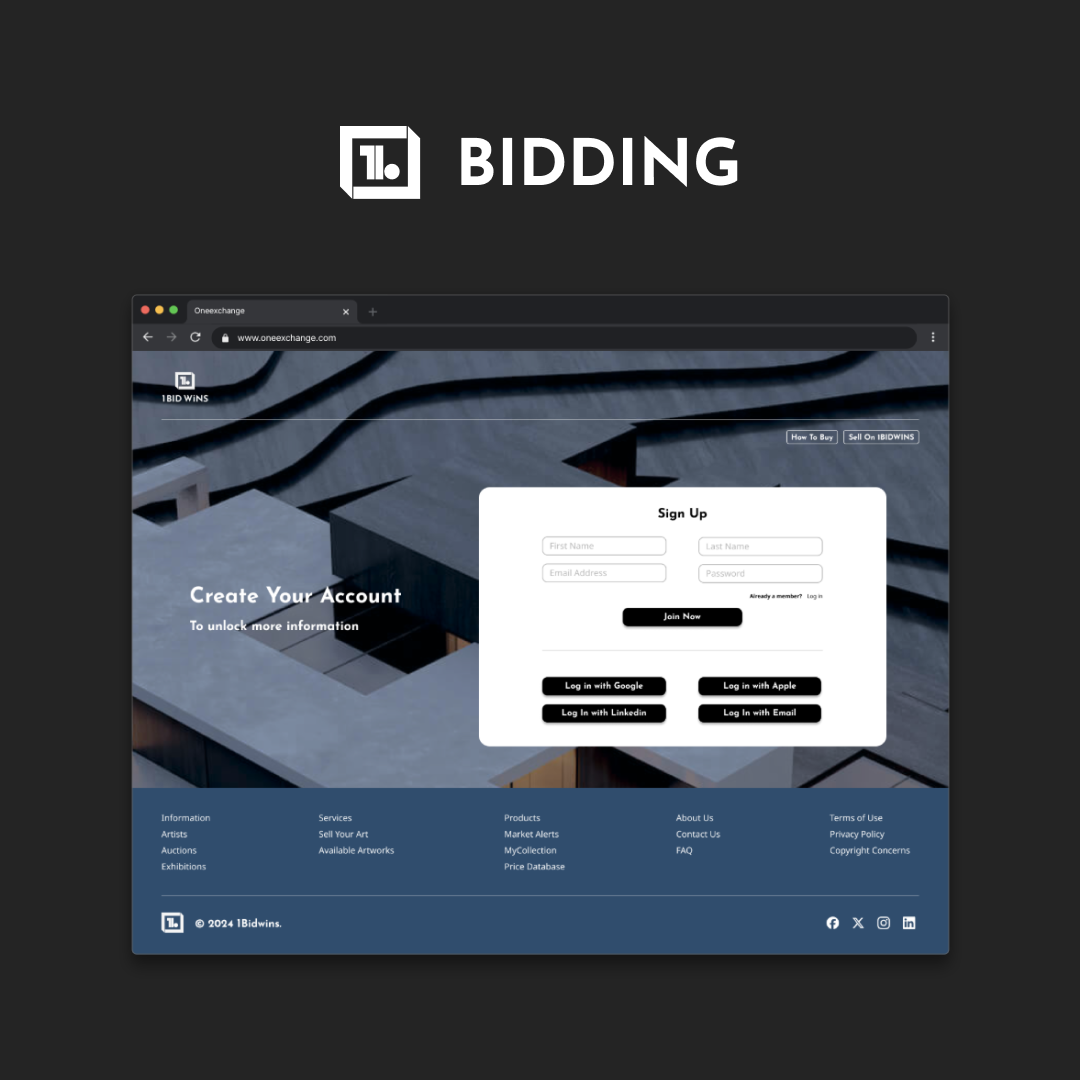 1. BIDDING
Oneexchange
www.oneexchange.com
1.
1BID WiNS
How To Buy
Sell On 1BIDWINS
Sign Up
First Name
Last Name
Email Address
Password
Already a member? Log in
Join Now
Create Your Account
To unlock more information
Log in with Google
Log in with Apple
Log In with Linkedin
Log In with Email
Information
Artists
Auctions
Exhibitions
Services
Sell Your Art
Available Artworks
Products
Market Alerts
MyCollection
Price Database
About Us
Contact Us
FAQ
Terms of Use
Privacy Policy
Copyright Concerns
1. © 2024 1Bidwins.